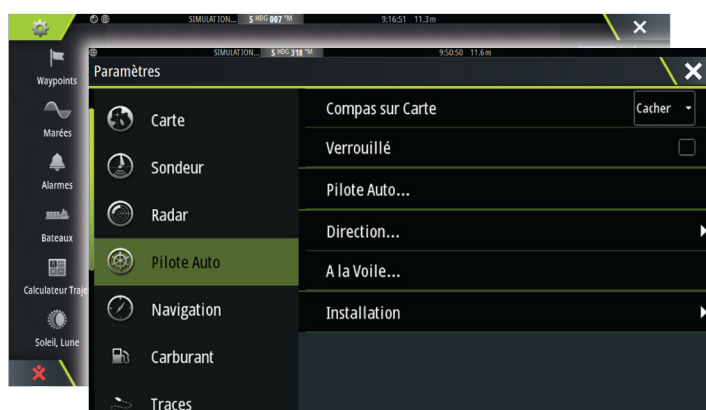 SIMULATION... S HDG 007 °M 9:16:51 11.3 m
Waypoints
Marées
Alarmes
Bateaux
Calculateur Traje
Soleil, Lune
SIMULATION... S HDG 318 °M 9:50:50 11.6 m
Paramètres
Carte
Sondeur
Radar
Pilote Auto
Navigation
Carburant
Traces
Compas sur Carte Cacher
Verrouillé
Pilote Auto...
Direction...
A la Voile...
Installation